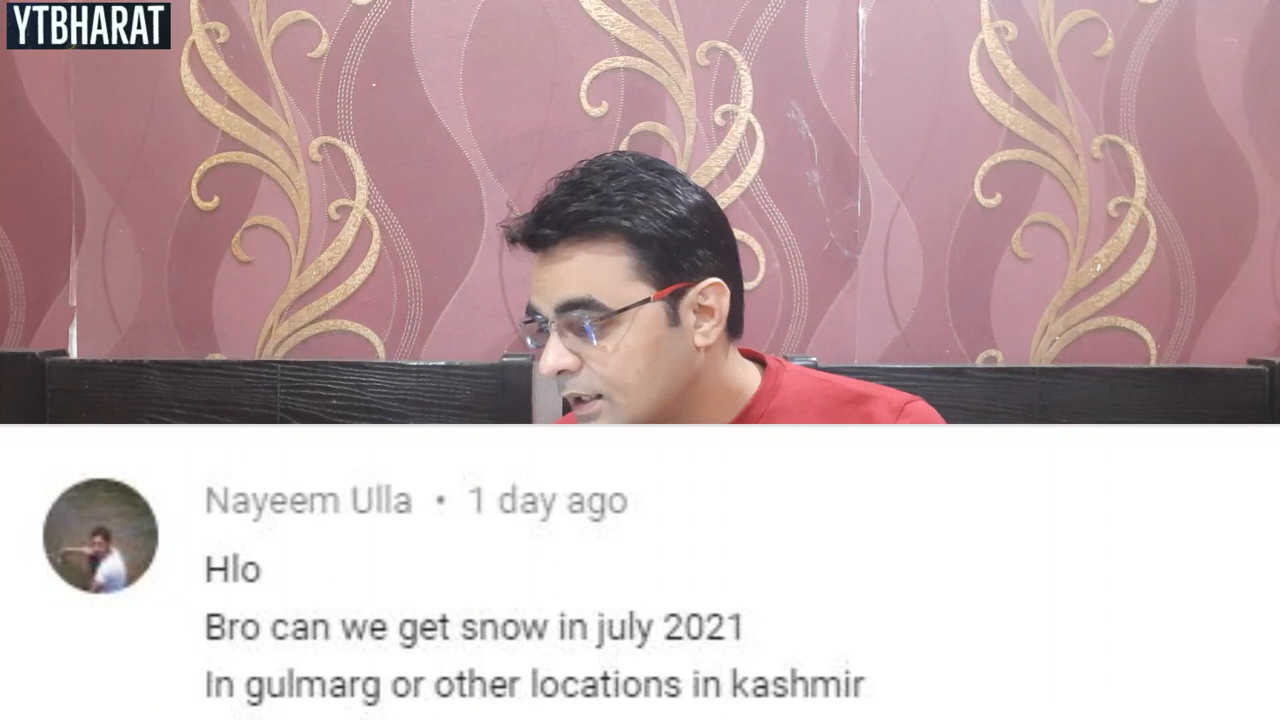 YTBHARAT
Nayeem Ulla • 1 day ago
Hlo
Bro can we get snow in july 2021
In gulmarg or other locations in kashmir